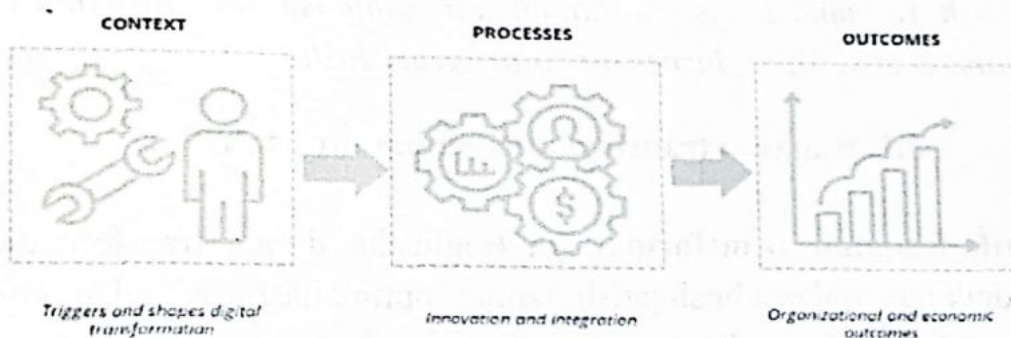 CONTEXT
PROCESSES
OUTCOMES
$
Triggers and shapes digital
transformation
Innovation and integration
Organizational and economic
outcomes